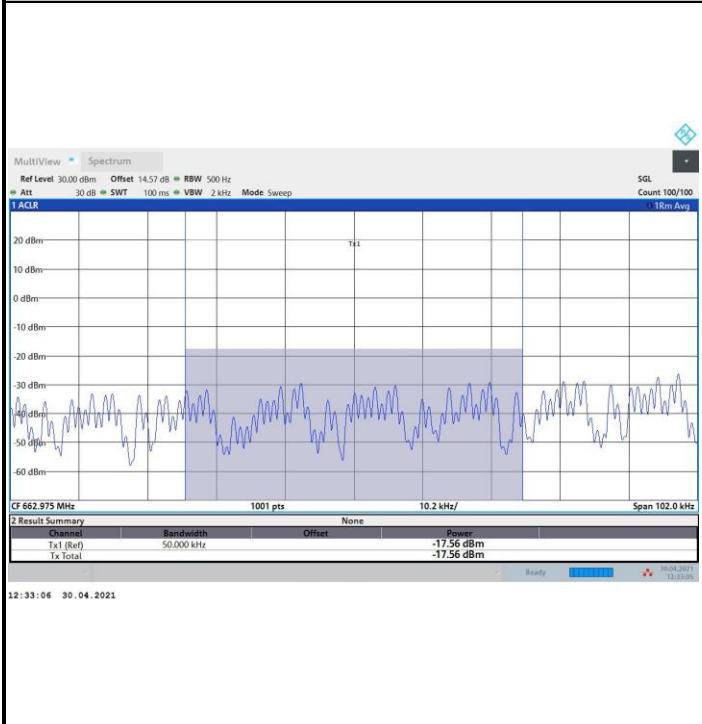 MultiView Spectrum
Ref Level 30.00 dBm Offset 14.57 dB RBW 500 Hz SGL
Att 30 dB SWT 100 ms VBW 2 kHz Mode Sweep Count 100/100
1 ACLR 1Rm Avg
Tx1
20 dBm
10 dBm
0 dBm
-10 dBm
-20 dBm
-30 dBm
-40 dBm
-50 dBm
-60 dBm
CF 662.975 MHz 1001 pts 10.2 kHz/ Span 102.0 kHz
2 Result Summary None
Channel Bandwidth Offset Power
Tx1 (Ref) 50.000 kHz -17.56 dBm
Tx Total -17.56 dBm
Ready 30.04.2021
12:33:05
12:33:06 30.04.2021